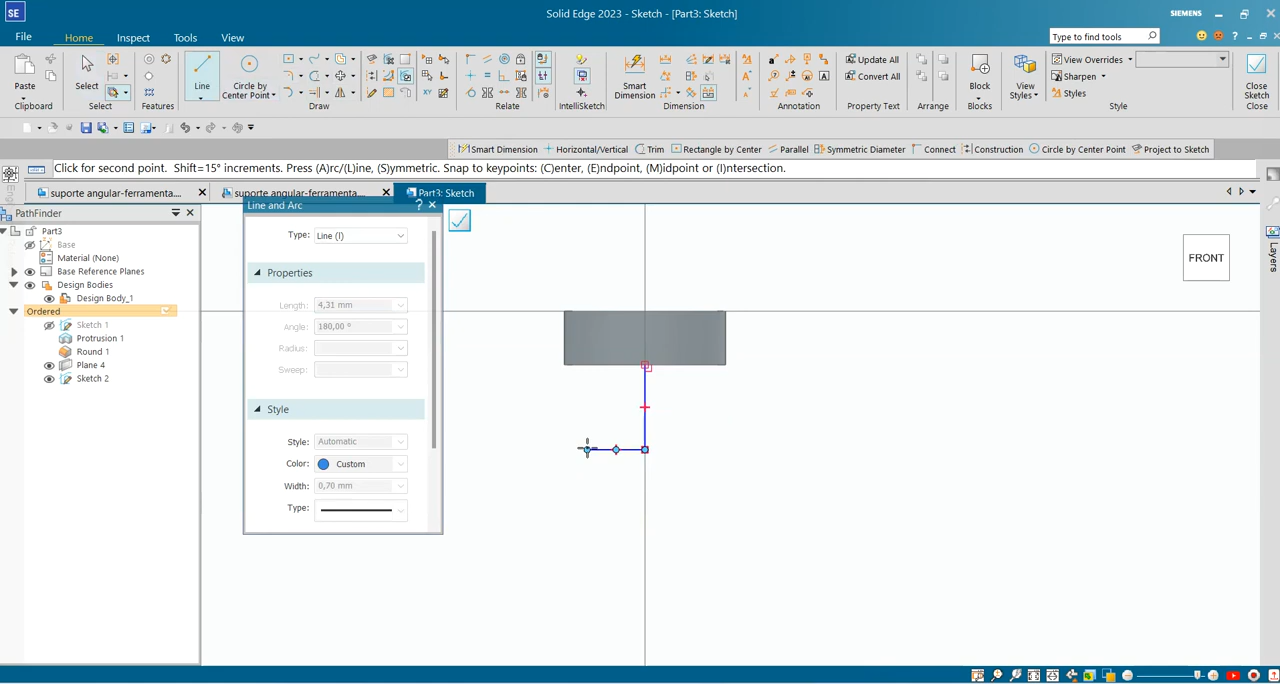 SE
Solid Edge 2023 - Sketch - [Part3: Sketch]
SIEMENS
File
Home
Inspect
Tools
View
Type to find tools
Paste
Clipboard
Select
Select
Features
Line
Circle by Center Point
Draw
Relate
IntelliSketch
Smart Dimension
Dimension
Annotation
Update All
Convert All
Property Text
Arrange
Block
Blocks
View Styles
View Overrides
Sharpen
Styles
Style
Close Sketch
Close
Smart Dimension
Horizontal/Vertical
Trim
Rectangle by Center
Parallel
Symmetric Diameter
Connect
Construction
Circle by Center Point
Project to Sketch
Click for second point. Shift=15° increments. Press (A)rc/(L)ine, (S)ymmetric. Snap to keypoints: (C)enter, (E)ndpoint, (M)idpoint or (I)ntersection.
suporte angular-ferramenta...
suporte angular-ferramenta...
Part3: Sketch
PathFinder
Part3
Base
Material (None)
Base Reference Planes
Design Bodies
Design Body_1
Ordered
Sketch 1
Protrusion 1
Round 1
Plane 4
Sketch 2
Line and Arc
Type: Line (l)
Properties
Length: 4,31 mm
Angle: 180,00 °
Radius:
Sweep:
Style
Style: Automatic
Color: Custom
Width: 0,70 mm
Type:
FRONT
Layers